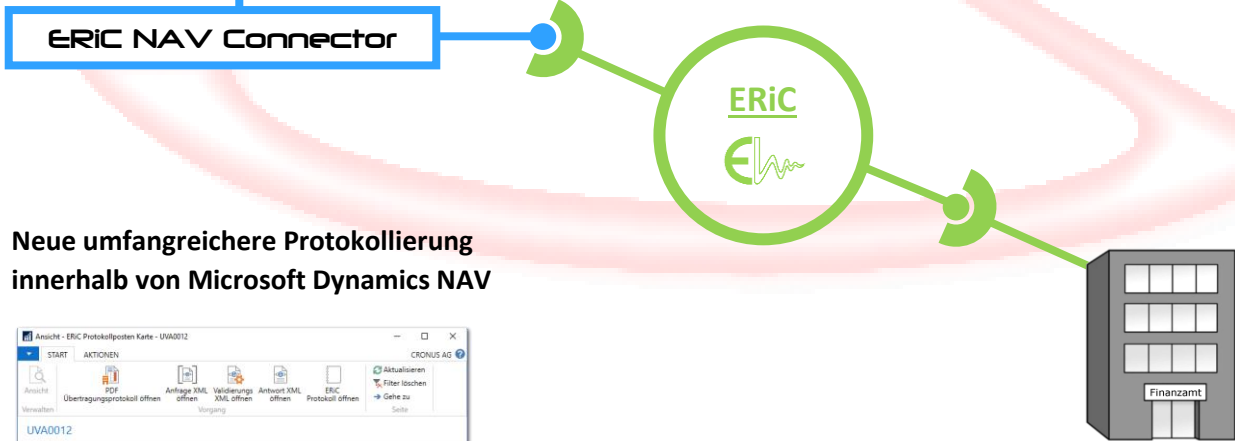 ERiC NAV Connector
ERiC
Neue umfangreichere Protokollierung
innerhalb von Microsoft Dynamics NAV
Ansicht - ERiC Protokollposten Karte - UVA0012
START AKTIONEN CRONUS AG
Ansicht
PDF
Übertragungsprotokoll öffnen
Anfrage XML
öffnen
Validierungs
XML öffnen
Antwort XML
öffnen
ERiC
Protokoll öffnen
Aktualisieren
Filter löschen
Gehe zu
Verwalten Vorgang Seite
UVA0012
Finanzamt